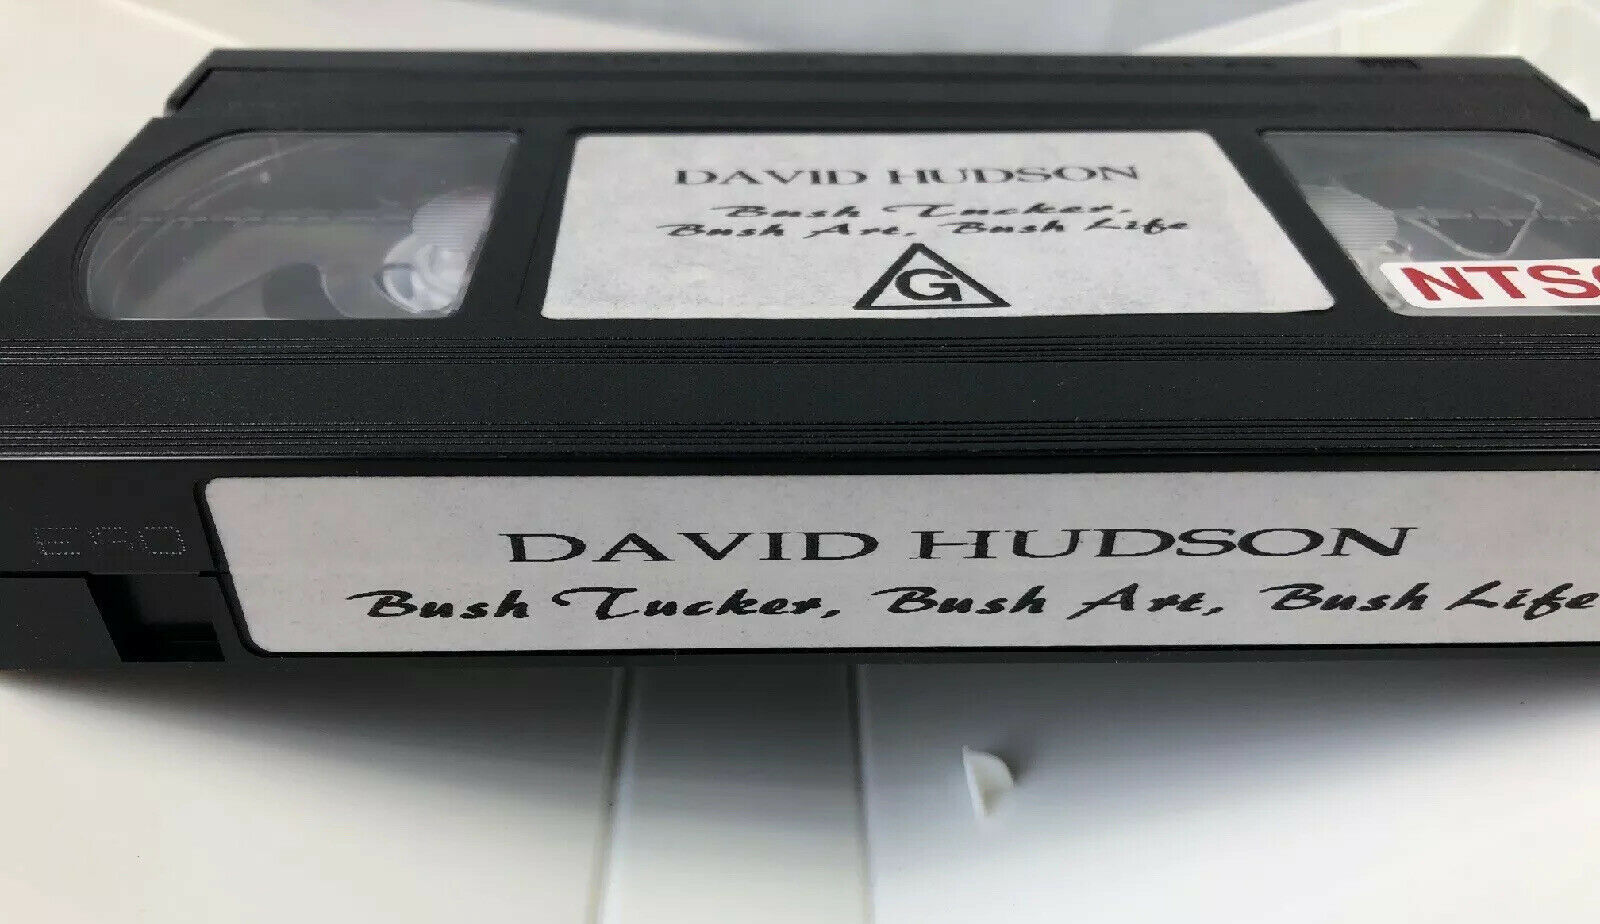 DAVID HUDSON
Bush Tucker,
Bush Art, Bush Life
G
NTSC
DAVID HUDSON
Bush Tucker, Bush Art, Bush Life